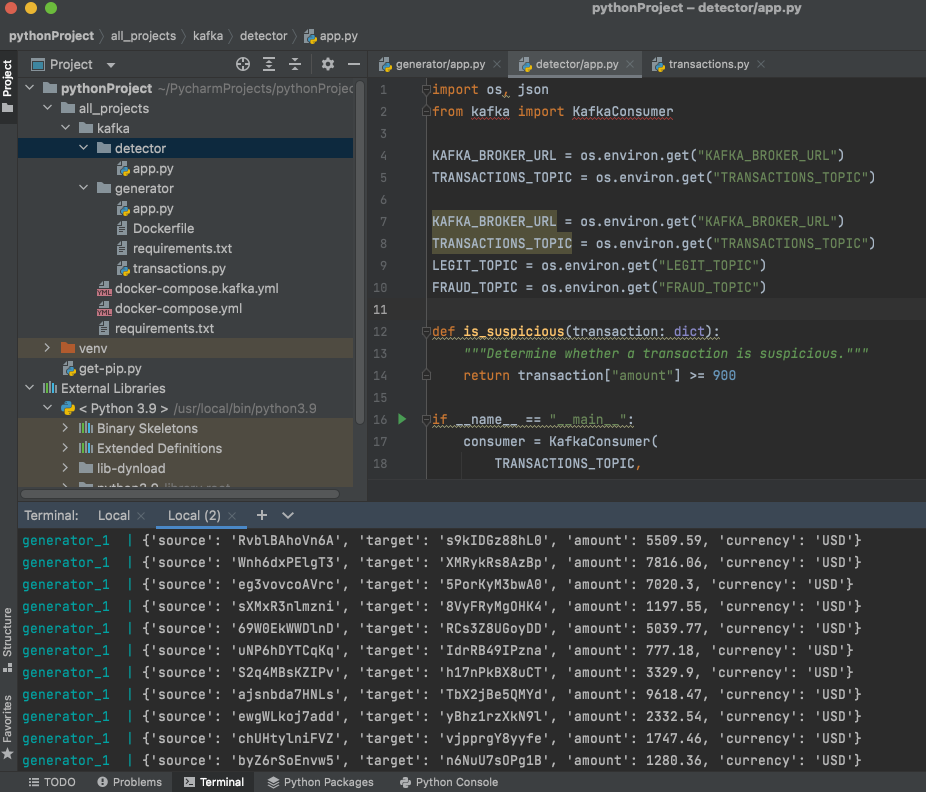 pythonProject – detector/app.py
pythonProject all_projects kafka detector app.py
Project
Project
generator/app.py detector/app.py transactions.py
pythonProject ~/PycharmProjects/pythonProjec
all_projects
kafka
detector
app.py
generator
app.py
Dockerfile
requirements.txt
transactions.py
docker-compose.kafka.yml
docker-compose.yml
requirements.txt
venv
get-pip.py
External Libraries
< Python 3.9 > /usr/local/bin/python3.9
Binary Skeletons
Extended Definitions
lib-dynload
python3.9 library root
1 import os, json
2 from kafka import KafkaConsumer
3
4 KAFKA_BROKER_URL = os.environ.get("KAFKA_BROKER_URL")
5 TRANSACTIONS_TOPIC = os.environ.get("TRANSACTIONS_TOPIC")
6
7 KAFKA_BROKER_URL = os.environ.get("KAFKA_BROKER_URL")
8 TRANSACTIONS_TOPIC = os.environ.get("TRANSACTIONS_TOPIC")
9 LEGIT_TOPIC = os.environ.get("LEGIT_TOPIC")
10 FRAUD_TOPIC = os.environ.get("FRAUD_TOPIC")
11
12 def is_suspicious(transaction: dict):
13 """Determine whether a transaction is suspicious."""
14 return transaction["amount"] >= 900
15
16 if __name__ == "__main__":
17 consumer = KafkaConsumer(
18 TRANSACTIONS_TOPIC,
Terminal: Local Local (2)
generator_1 | {'source': 'RvblBAhoVn6A', 'target': 's9kIDGz88hL0', 'amount': 5509.59, 'currency': 'USD'}
generator_1 | {'source': 'Wnh6dxPElgT3', 'target': 'XMRykRs8AzBp', 'amount': 7816.06, 'currency': 'USD'}
generator_1 | {'source': 'eg3vovcoAVrc', 'target': '5PorKyM3bwA0', 'amount': 7020.3, 'currency': 'USD'}
generator_1 | {'source': 'sXMxR3nlmzni', 'target': '8VyFRyMgOHK4', 'amount': 1197.55, 'currency': 'USD'}
generator_1 | {'source': '69W0EkWWDlnD', 'target': 'RCs3Z8UGoyDD', 'amount': 5039.77, 'currency': 'USD'}
generator_1 | {'source': 'uNP6hDYTCqKq', 'target': 'IdrRB49IPzna', 'amount': 777.18, 'currency': 'USD'}
generator_1 | {'source': 'S2q4MBsKZIPv', 'target': 'h17nPkBX8uCT', 'amount': 3329.9, 'currency': 'USD'}
generator_1 | {'source': 'ajsnbda7HNLs', 'target': 'TbX2jBe5QMYd', 'amount': 9618.47, 'currency': 'USD'}
generator_1 | {'source': 'ewgWLkoj7add', 'target': 'yBhz1rzXkN9l', 'amount': 2332.54, 'currency': 'USD'}
generator_1 | {'source': 'chUHtylniFVZ', 'target': 'vjpprgY8yyfe', 'amount': 1747.46, 'currency': 'USD'}
generator_1 | {'source': 'byZ6rSoEnvw5', 'target': 'n6NuU7sOPg1B', 'amount': 1280.36, 'currency': 'USD'}
Structure
Favorites
TODO Problems Terminal Python Packages Python Console